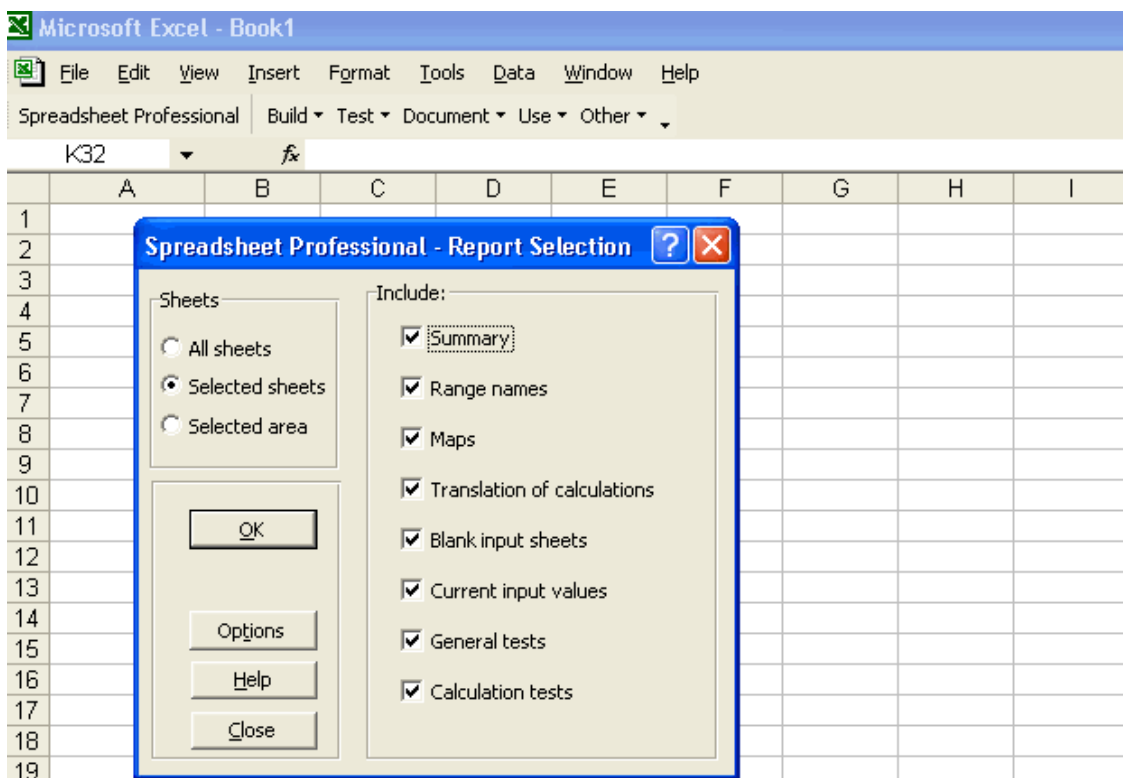 Microsoft Excel - Book1
File Edit View Insert Format Tools Data Window Help
Spreadsheet Professional Build Test Document Use Other
K32 fx
A B C D E F G H I
1
2
3
4
5
6
7
8
9
10
11
12
13
14
15
16
17
18
19
Spreadsheet Professional - Report Selection ?
Sheets
All sheets
Selected sheets
Selected area
OK
Options
Help
Close
Include:
Summary
Range names
Maps
Translation of calculations
Blank input sheets
Current input values
General tests
Calculation tests